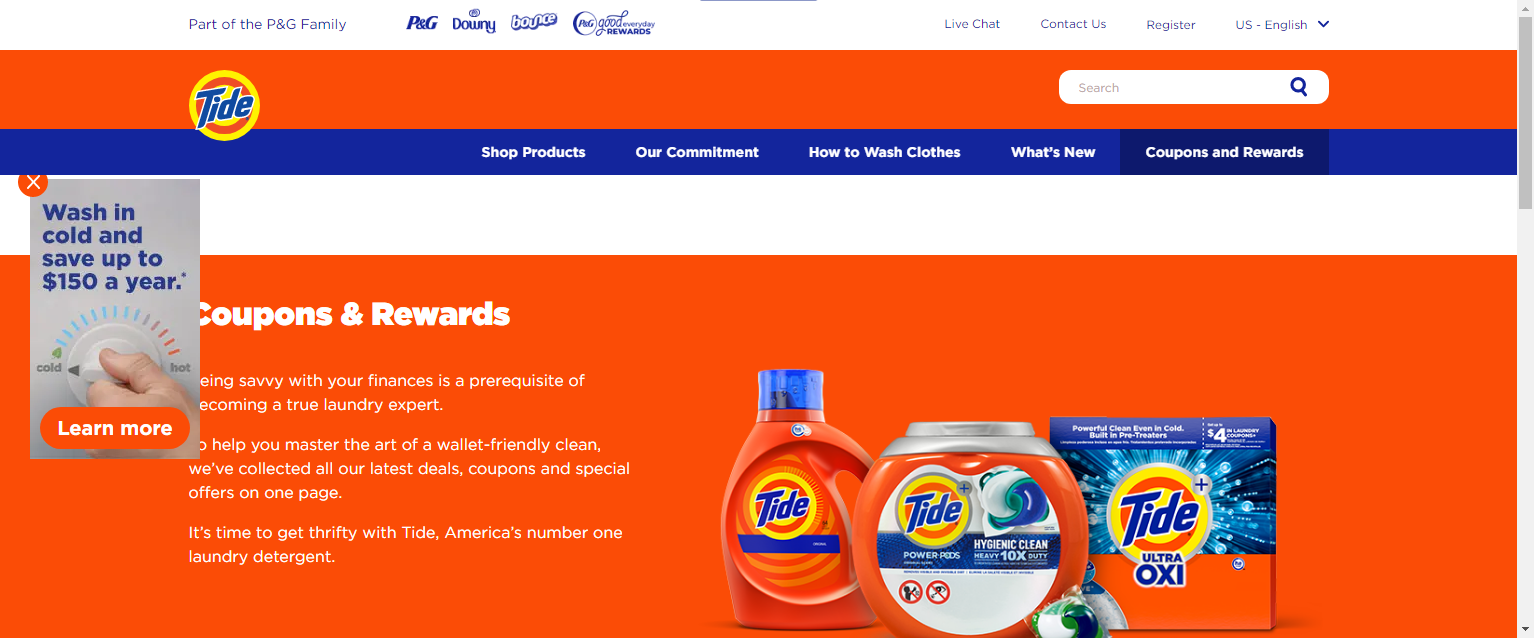 Part of the P&G Family
P&G
Downy
bounce
P&G good everyday REWARDS
Live Chat
Contact Us
Register
US - English
Tide
Search
Shop Products
Our Commitment
How to Wash Clothes
What's New
Coupons and Rewards
Wash in
cold and
save up to
$150 a year.*
cold
hot
Learn more
Coupons & Rewards
eing savvy with your finances is a prerequisite of
ecoming a true laundry expert.
o help you master the art of a wallet-friendly clean,
we've collected all our latest deals, coupons and special
offers on one page.
It's time to get thrifty with Tide, America's number one
laundry detergent.
Tide
ORIGINAL
Tide+
HYGIENIC CLEAN
POWER PODS
HEAVY 10X DUTY
Powerful Clean Even in Cold.
Built in Pre-Treaters
$4 IN LAUNDRY
COUPONS
Tide+
ULTRA
OXI